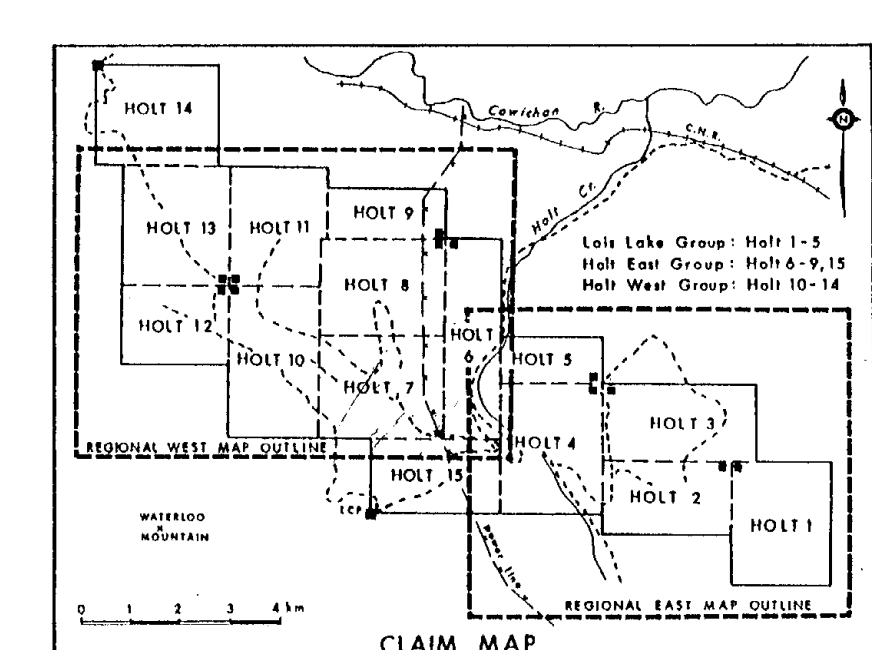 HOLT 14
Cowichan R.
C.N.R.
N
Holt Cr.
HOLT 9
HOLT 13
HOLT 11
Lois Lake Group: Holt 1-5
Holt East Group: Holt 6-9,15
Holt West Group: Holt 10-14
HOLT 8
HOLT 12
HOLT
6
HOLT 5
HOLT 10
HOLT 7
HOLT 3
REGIONAL WEST MAP OUTLINE
HOLT 4
HOLT 15
HOLT 2
L.C.P.
WATERLOO
MOUNTAIN
HOLT 1
power line
0 1 2 3 4 km
REGIONAL EAST MAP OUTLINE
CLAIM MAP